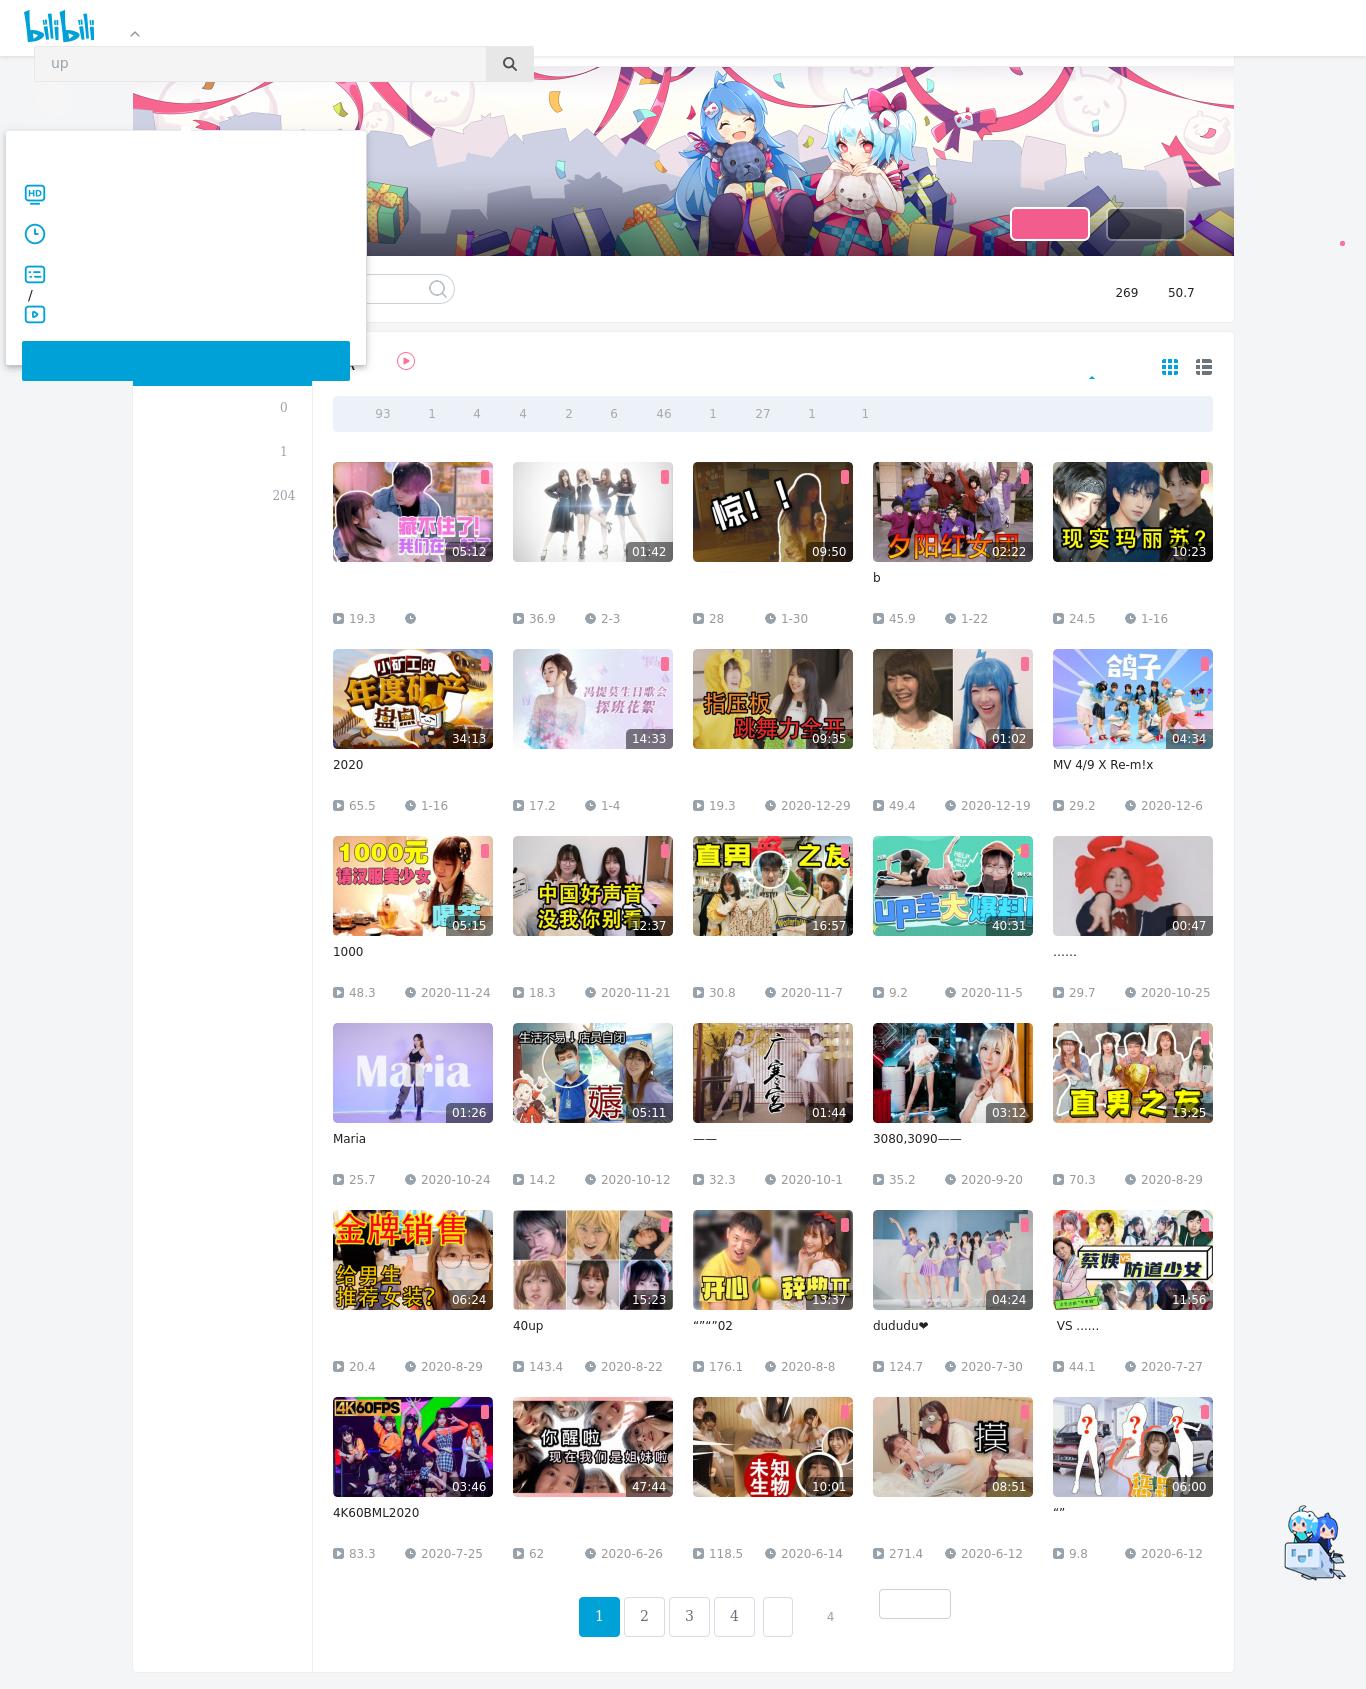 bilibili
up
/
269 50.7
0
1
204
93 1 4 4 2 6 46 1 27 1 1
藏不住了!
我们在
05:12
01:42
惊!!
09:50
夕阳红女团
02:22
现实玛丽苏?
10:23
b
19.3
36.9 2-3
28 1-30
45.9 1-22
24.5 1-16
小矿工的
年度矿产
盘点
34:13
冯提莫生日歌会
探班花絮
14:33
指压板
跳舞力全开
09:35
01:02
鸽子
04:34
2020
MV 4/9 X Re-m!x
65.5 1-16
17.2 1-4
19.3 2020-12-29
49.4 2020-12-19
29.2 2020-12-6
1000元
请汉服美少女
喝茶
05:15
中国好声音
没我你别看
12:37
直男之友
16:57
up主大爆料!
40:31
00:47
1000
……
48.3 2020-11-24
18.3 2020-11-21
30.8 2020-11-7
9.2 2020-11-5
29.7 2020-10-25
Maria
01:26
生活不易↓店员自闭
薅
05:11
广寒宫
01:44
03:12
直男之友
13:25
Maria
——
3080,3090——
25.7 2020-10-24
14.2 2020-10-12
32.3 2020-10-1
35.2 2020-9-20
70.3 2020-8-29
金牌销售
给男生
推荐女装?
06:24
15:23
开心
13:37
04:24
蔡姨
VS
防道少女
11:56
40up
“”“”02
dududu❤
VS ……
20.4 2020-8-29
143.4 2020-8-22
176.1 2020-8-8
124.7 2020-7-30
44.1 2020-7-27
4K60FPS
03:46
你醒啦
现在我们是姐妹啦
47:44
未知
生物
10:01
摸
08:51
? ? ?
06:00
4K60BML2020
“”
83.3 2020-7-25
62 2020-6-26
118.5 2020-6-14
271.4 2020-6-12
9.8 2020-6-12
1 2 3 4 4